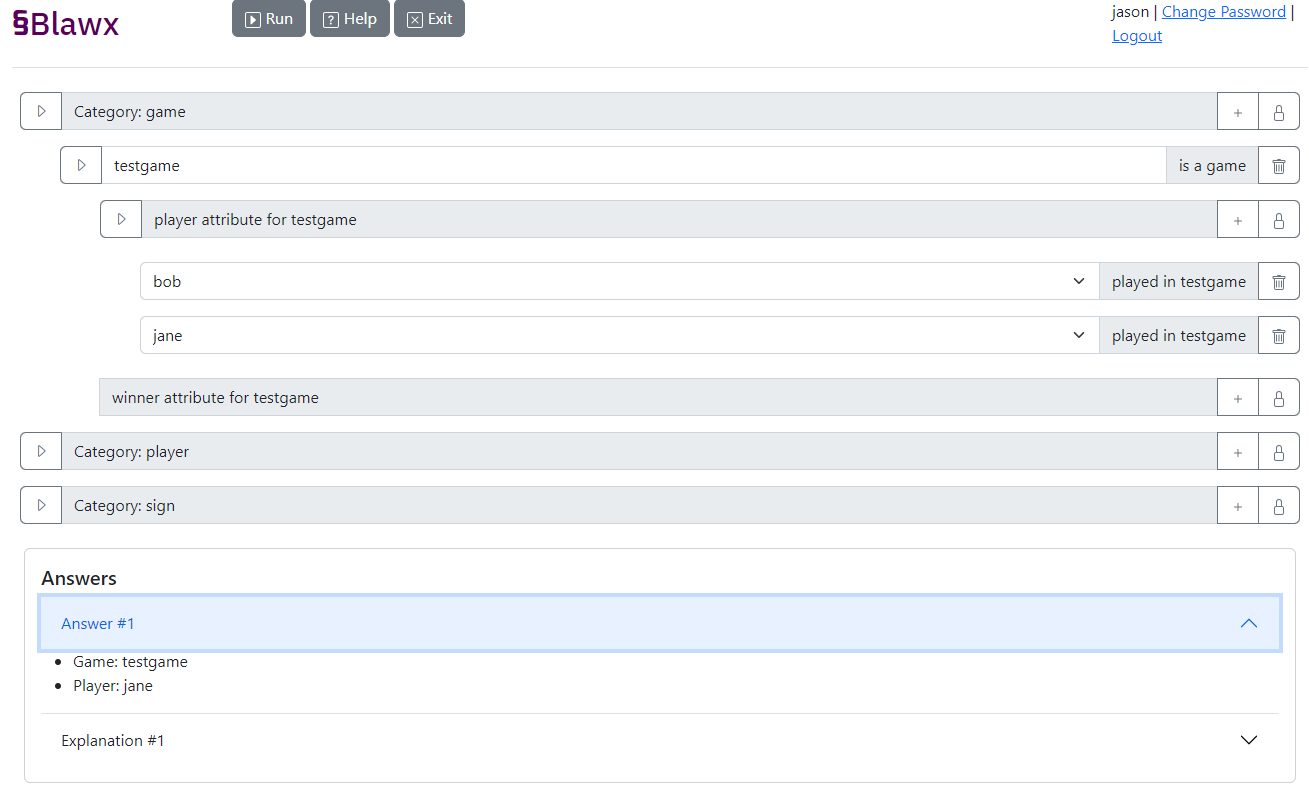 §Blawx
Run Help Exit
jason | Change Password |
Logout
Category: game +
testgame is a game
player attribute for testgame +
bob played in testgame
jane played in testgame
winner attribute for testgame +
Category: player +
Category: sign +
Answers
Answer #1
• Game: testgame
• Player: jane
Explanation #1